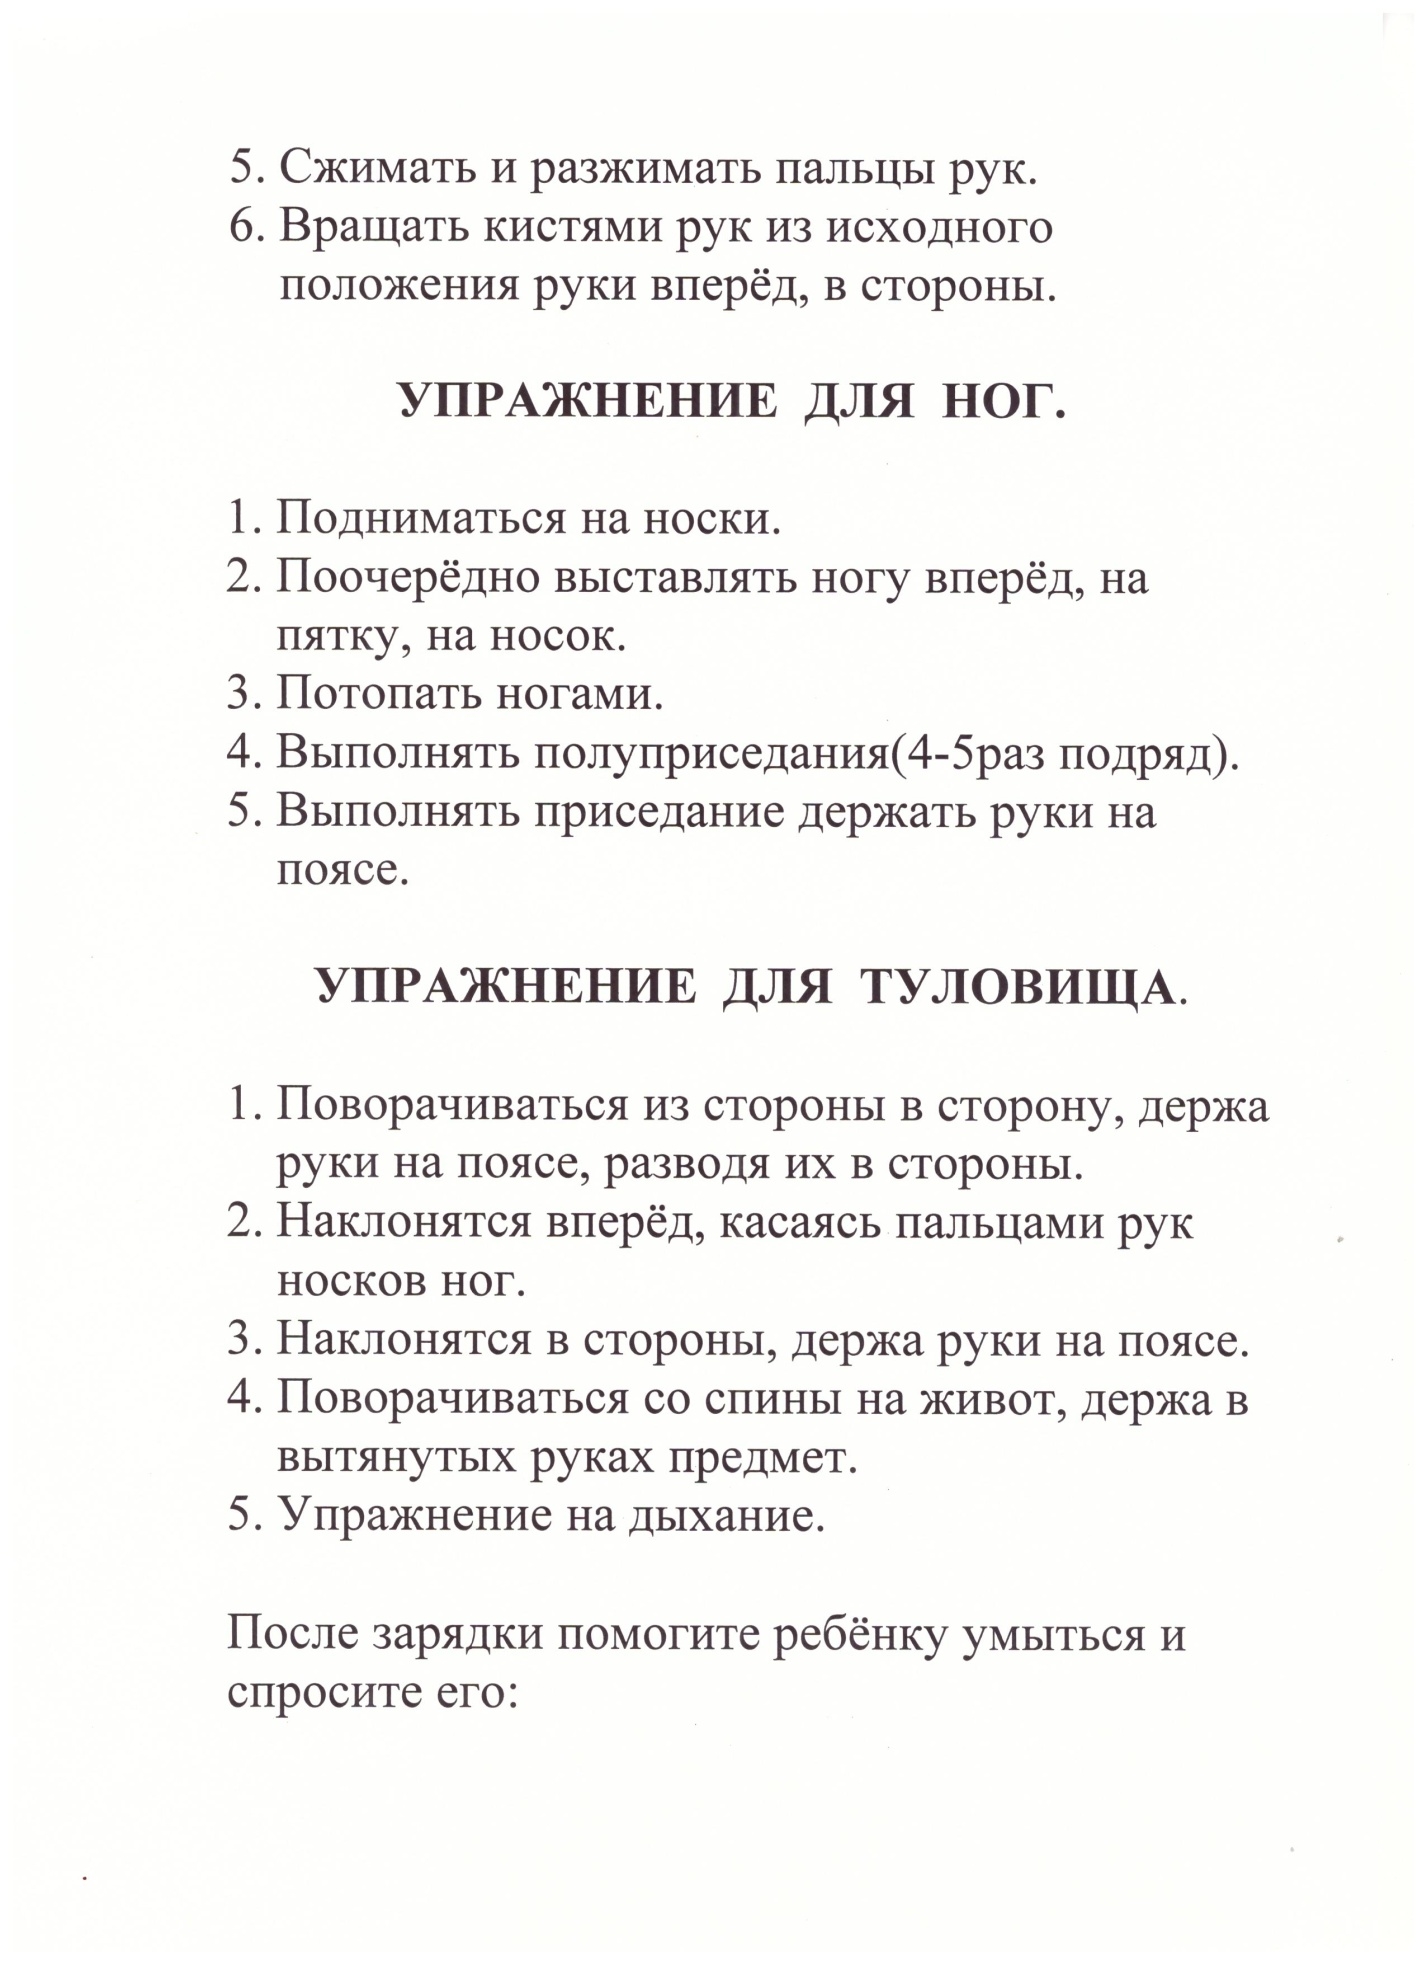 5. Сжимать и разжимать пальцы рук.
6. Вращать кистями рук из исходного
положения руки вперёд, в стороны.
УПРАЖНЕНИЕ ДЛЯ НОГ.
1. Подниматься на носки.
2. Поочерёдно выставлять ногу вперёд, на
пятку, на носок.
3. Потопать ногами.
4. Выполнять полуприседания(4-5раз подряд).
5. Выполнять приседание держать руки на
поясе.
УПРАЖНЕНИЕ ДЛЯ ТУЛОВИЩА.
1. Поворачиваться из стороны в сторону, держа
руки на поясе, разводя их в стороны.
2. Наклонятся вперёд, касаясь пальцами рук
носков ног.
3. Наклонятся в стороны, держа руки на поясе.
4. Поворачиваться со спины на живот, держа в
вытянутых руках предмет.
5. Упражнение на дыхание.
После зарядки помогите ребёнку умыться и
спросите его: